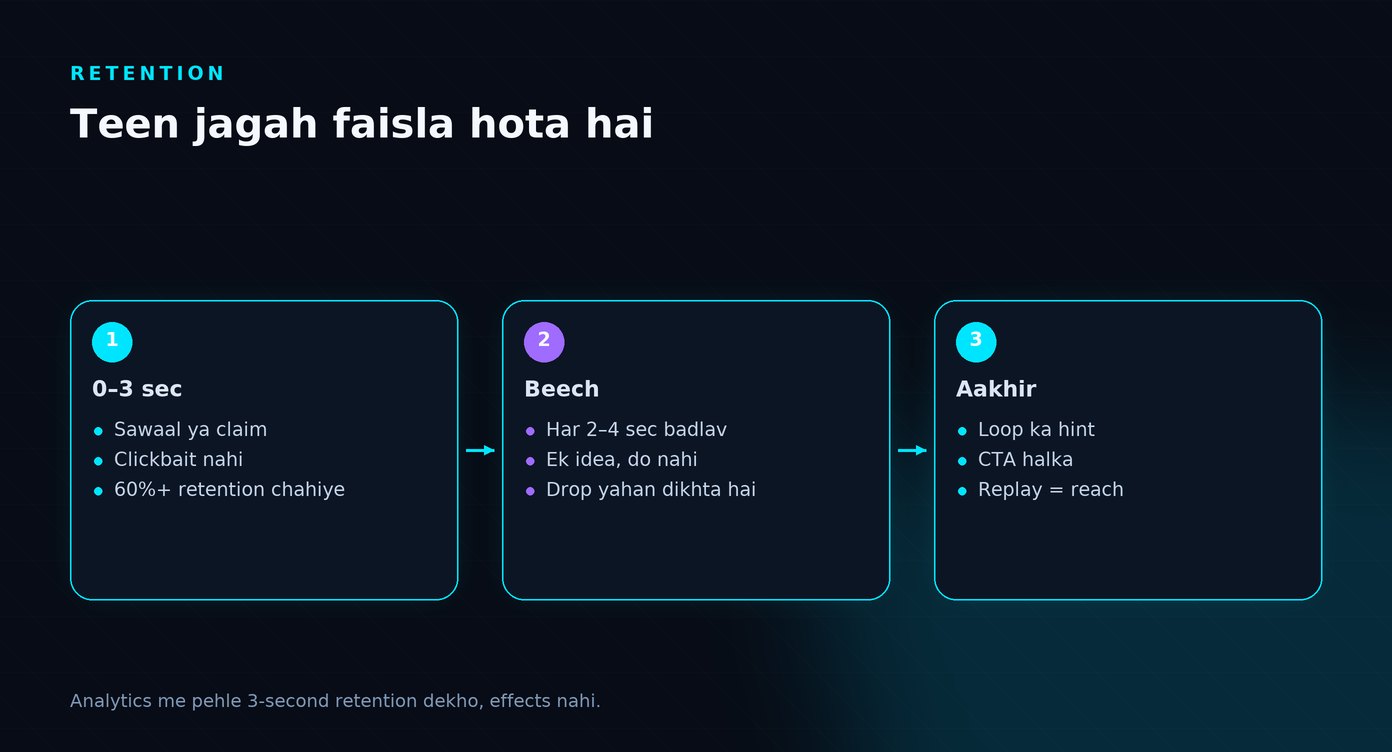 RETENTION
Teen jagah faisla hota hai
1
0–3 sec
Sawaal ya claim
Clickbait nahi
60%+ retention chahiye
2
Beech
Har 2–4 sec badlav
Ek idea, do nahi
Drop yahan dikhta hai
3
Aakhir
Loop ka hint
CTA halka
Replay = reach
Analytics me pehle 3-second retention dekho, effects nahi.